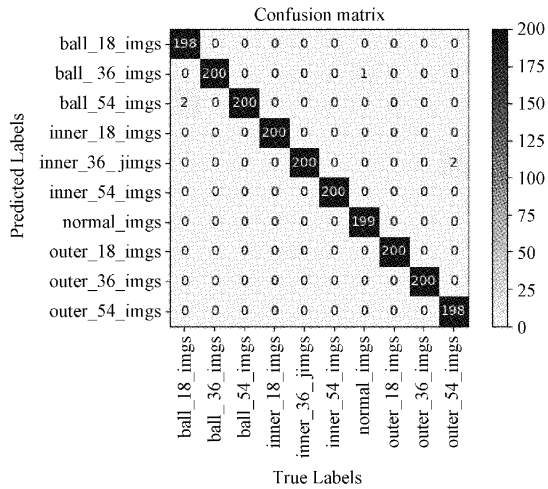 Confusion matrix
ball_18_imgs 198 0 0 0 0 0 0 0 0 0
ball_ 36_imgs 0 200 0 0 0 0 1 0 0 0
ball_54_imgs 2 0 200 0 0 0 0 0 0 0
inner_18_imgs 0 0 0 200 0 0 0 0 0 0
inner_36_ jimgs 0 0 0 0 200 0 0 0 0 2
inner_54_imgs 0 0 0 0 0 200 0 0 0 0
normal_imgs 0 0 0 0 0 0 199 0 0 0
outer_18_imgs 0 0 0 0 0 0 0 200 0 0
outer_36_imgs 0 0 0 0 0 0 0 0 200 0
outer_54_imgs 0 0 0 0 0 0 0 0 0 198
Predicted Labels
ball_18_imgs
ball_ 36_imgs
ball_54_imgs
inner_18_imgs
inner_36_jimgs
inner_54_imgs
normal_imgs
outer_18_imgs
outer_36_imgs
outer_54_imgs
True Labels
200
175
150
125
100
75
50
25
0